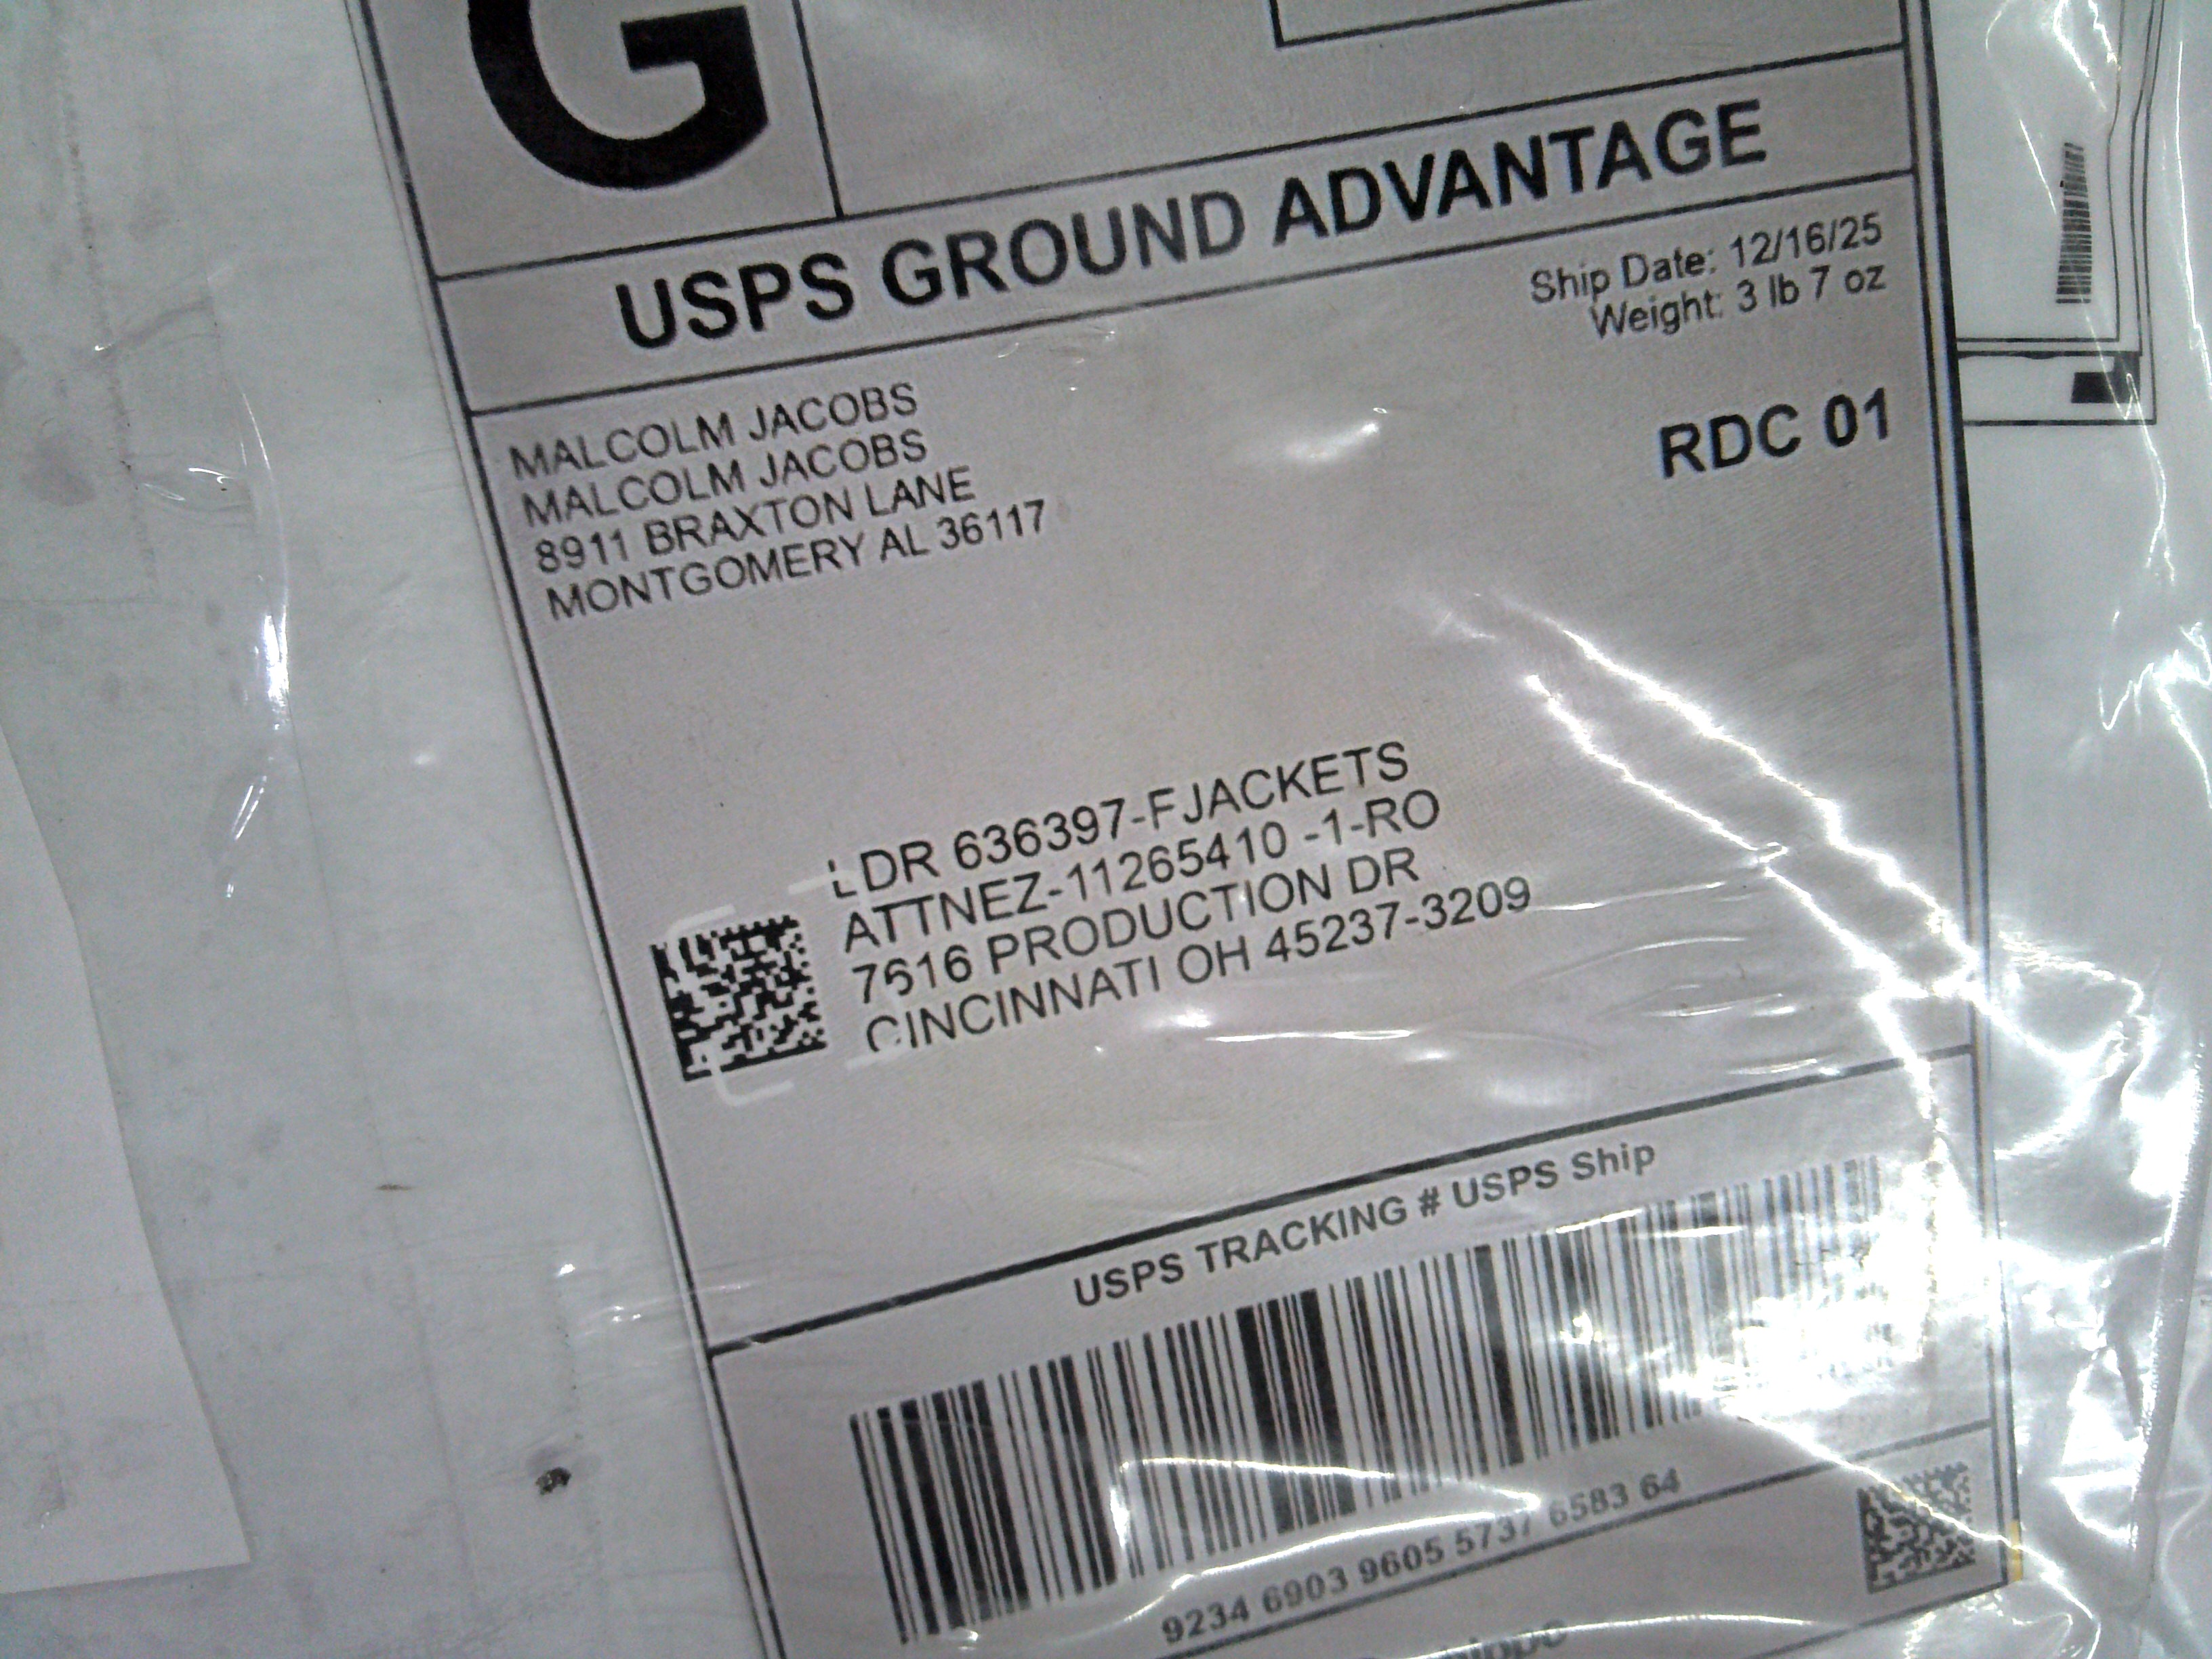 G
USPS GROUND ADVANTAGE
Ship Date: 12/16/25
Weight: 3 lb 7 oz
MALCOLM JACOBS
MALCOLM JACOBS
8911 BRAXTON LANE
MONTGOMERY AL 36117
RDC 01
LDR 636397-FJACKETS
ATTNEZ-11265410 -1-RO
7616 PRODUCTION DR
CINCINNATI OH 45237-3209
USPS TRACKING # USPS Ship
9234 6903 9605 5737 6583 64